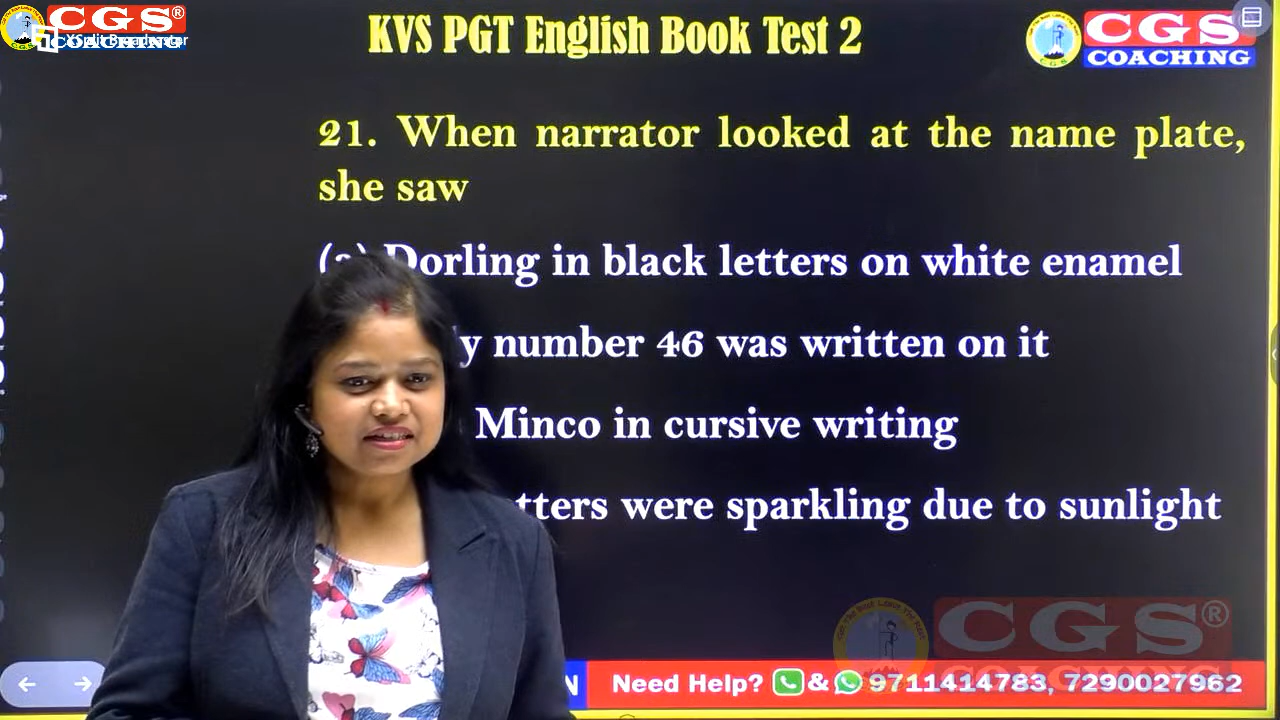 CGS®
COACHING
KVS PGT English Book Test 2
CGS
COACHING
21. When narrator looked at the name plate,
she saw
(a) Dorling in black letters on white enamel
number 46 was written on it
Minco in cursive writing
were sparkling due to sunlight
CGS®
COACHING
Need Help? & 9711414783, 7290027962